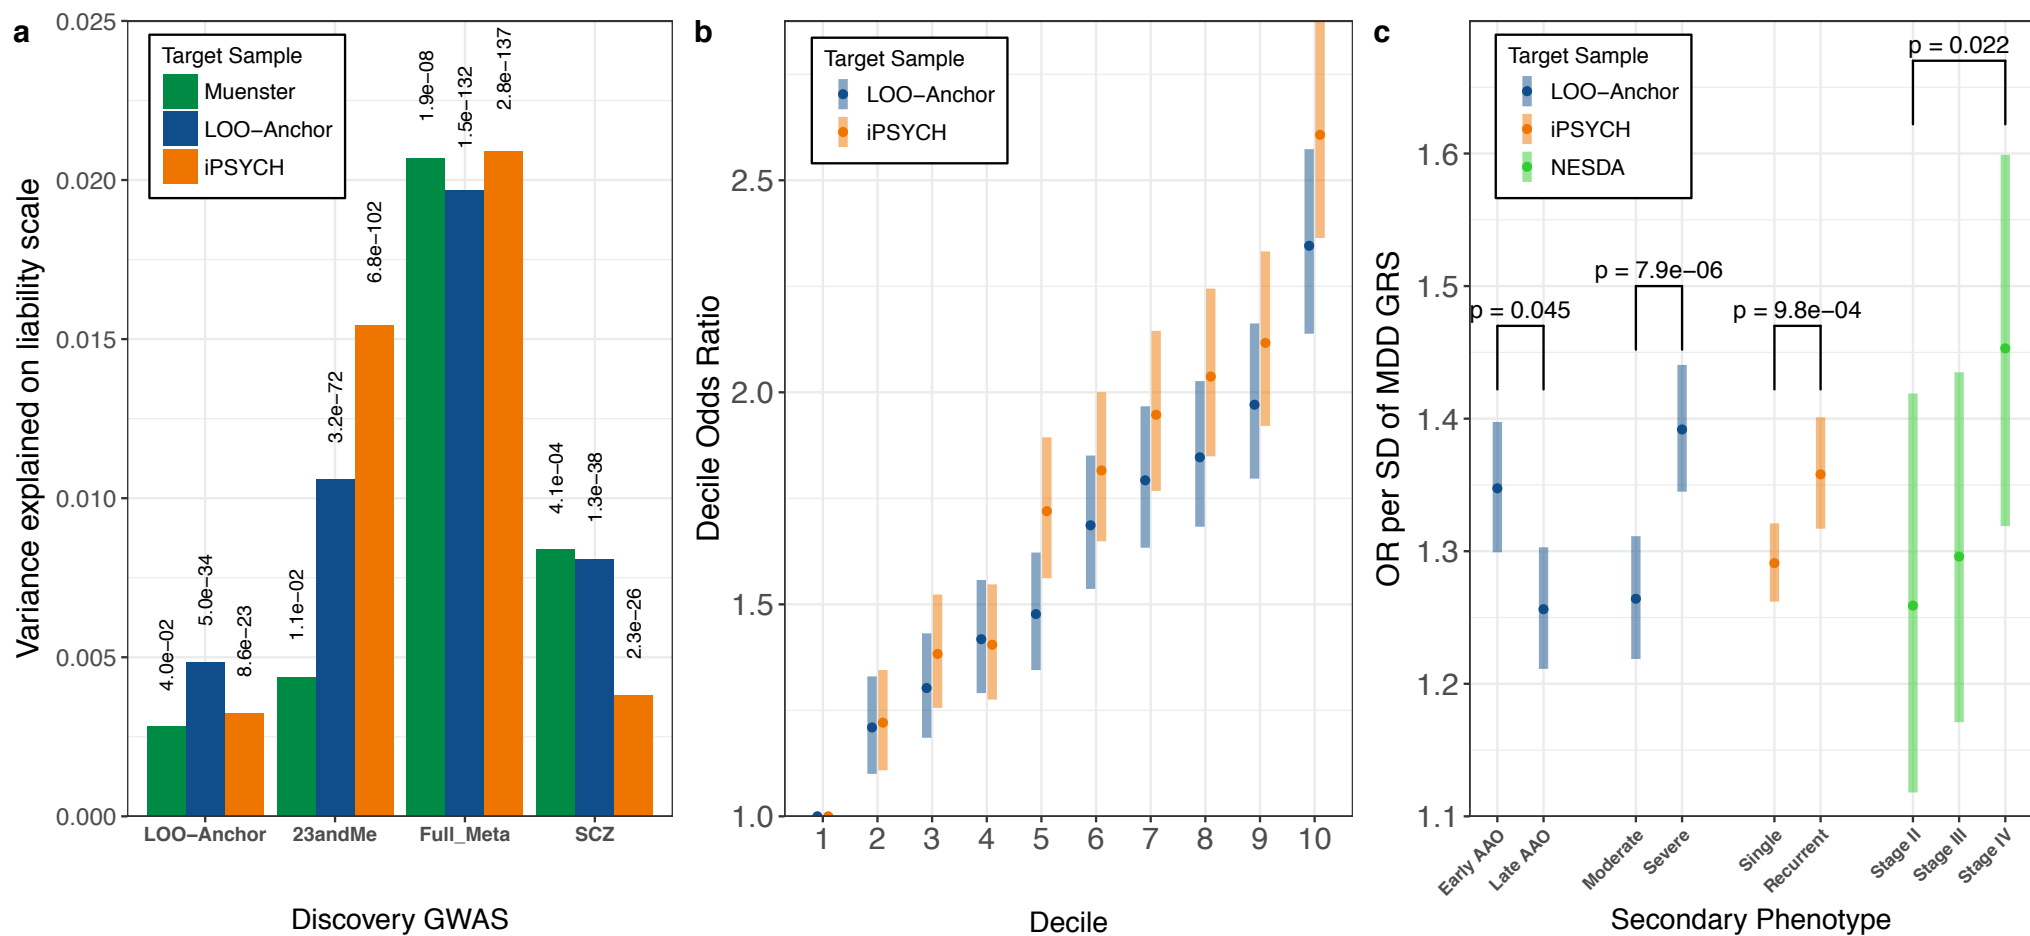 a
Variance explained on liability scale
0.025
0.020
0.015
0.010
0.005
0.000
Target Sample
Muenster
LOO−Anchor
iPSYCH
4.0e−02
5.0e−34
8.6e−23
1.1e−02
3.2e−72
6.8e−102
1.9e−08
1.5e−132
2.8e−137
4.1e−04
1.3e−38
2.3e−26
LOO−Anchor
23andMe
Full_Meta
SCZ
Discovery GWAS
b
Decile Odds Ratio
2.5
2.0
1.5
1.0
Target Sample
LOO−Anchor
iPSYCH
1
2
3
4
5
6
7
8
9
10
Decile
c
OR per SD of MDD GRS
1.6
1.5
1.4
1.3
1.2
1.1
Target Sample
LOO−Anchor
iPSYCH
NESDA
p = 0.045
p = 7.9e−06
p = 9.8e−04
p = 0.022
Early AAO
Late AAO
Moderate
Severe
Single
Recurrent
Stage II
Stage III
Stage IV
Secondary Phenotype